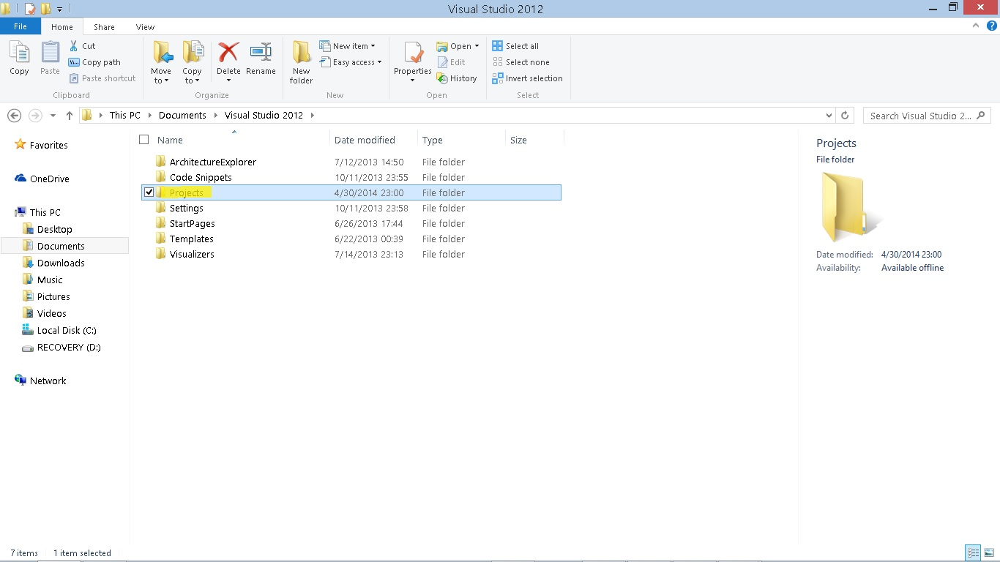 Visual Studio 2012
File Home Share View
Copy
Paste
Cut
Copy path
Paste shortcut
Clipboard
Move to
Copy to
Delete
Rename
Organize
New folder
New item
Easy access
New
Properties
Open
Edit
History
Open
Select all
Select none
Invert selection
Select
This PC Documents Visual Studio 2012
Search Visual Studio 2...
Favorites
OneDrive
This PC
Desktop
Documents
Downloads
Music
Pictures
Videos
Local Disk (C:)
RECOVERY (D:)
Network
Name Date modified Type Size
ArchitectureExplorer 7/12/2013 14:50 File folder
Code Snippets 10/11/2013 23:55 File folder
Projects 4/30/2014 23:00 File folder
Settings 10/11/2013 23:58 File folder
StartPages 6/26/2013 17:44 File folder
Templates 6/22/2013 00:39 File folder
Visualizers 7/14/2013 23:13 File folder
Projects
File folder
Date modified: 4/30/2014 23:00
Availability: Available offline
7 items 1 item selected